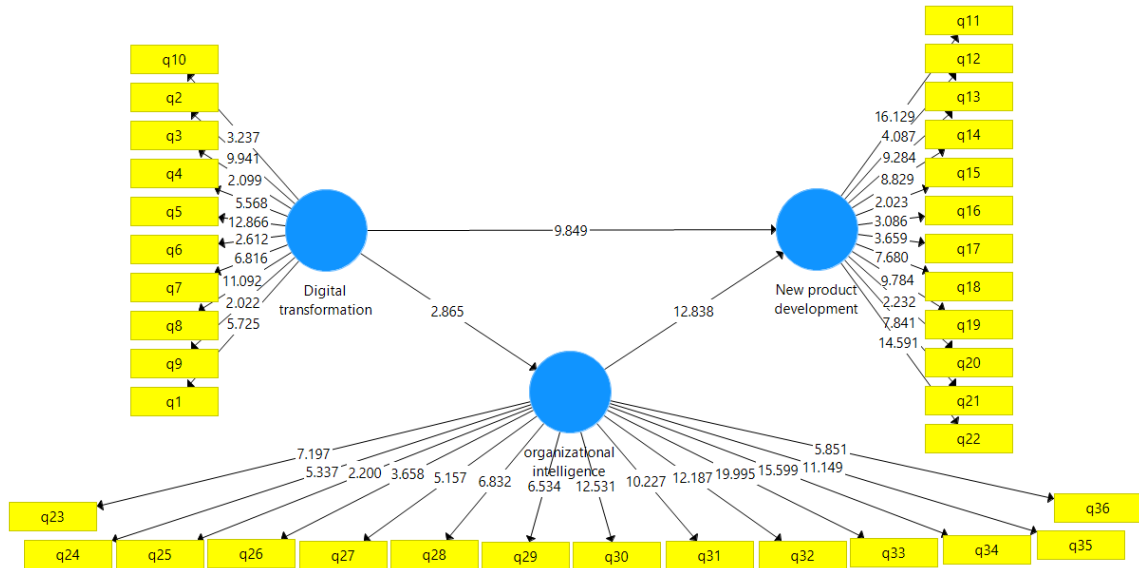 q10
q2
q3
q4
q5
q6
q7
q8
q9
q1
3.237
9.941
2.099
5.568
12.866
2.612
6.816
11.092
2.022
5.725
Digital
transformation
9.849
2.865
12.838
New product
development
16.129
4.087
9.284
8.829
2.023
3.086
3.659
7.680
9.784
2.232
7.841
14.591
q11
q12
q13
q14
q15
q16
q17
q18
q19
q20
q21
q22
organizational
intelligence
7.197
5.337
2.200
3.658
5.157
6.832
6.534
12.531
10.227
12.187
19.995
15.599
11.149
5.851
q23
q24
q25
q26
q27
q28
q29
q30
q31
q32
q33
q34
q35
q36